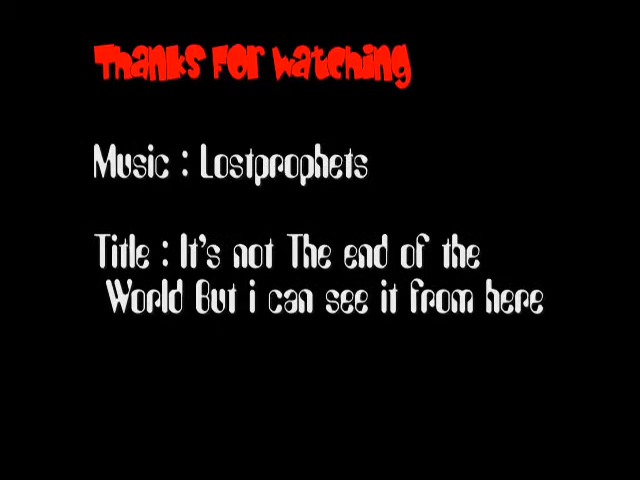 Thanks For Watching
Music : Lostprophets
Title : It's not The end of the
World But i can see it from here